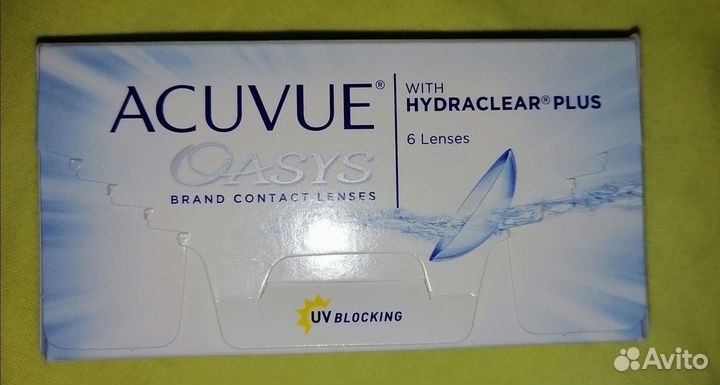 ACUVUE®
OASYS
BRAND CONTACT LENSES
WITH
HYDRACLEAR® PLUS
6 Lenses
UV BLOCKING
Avito